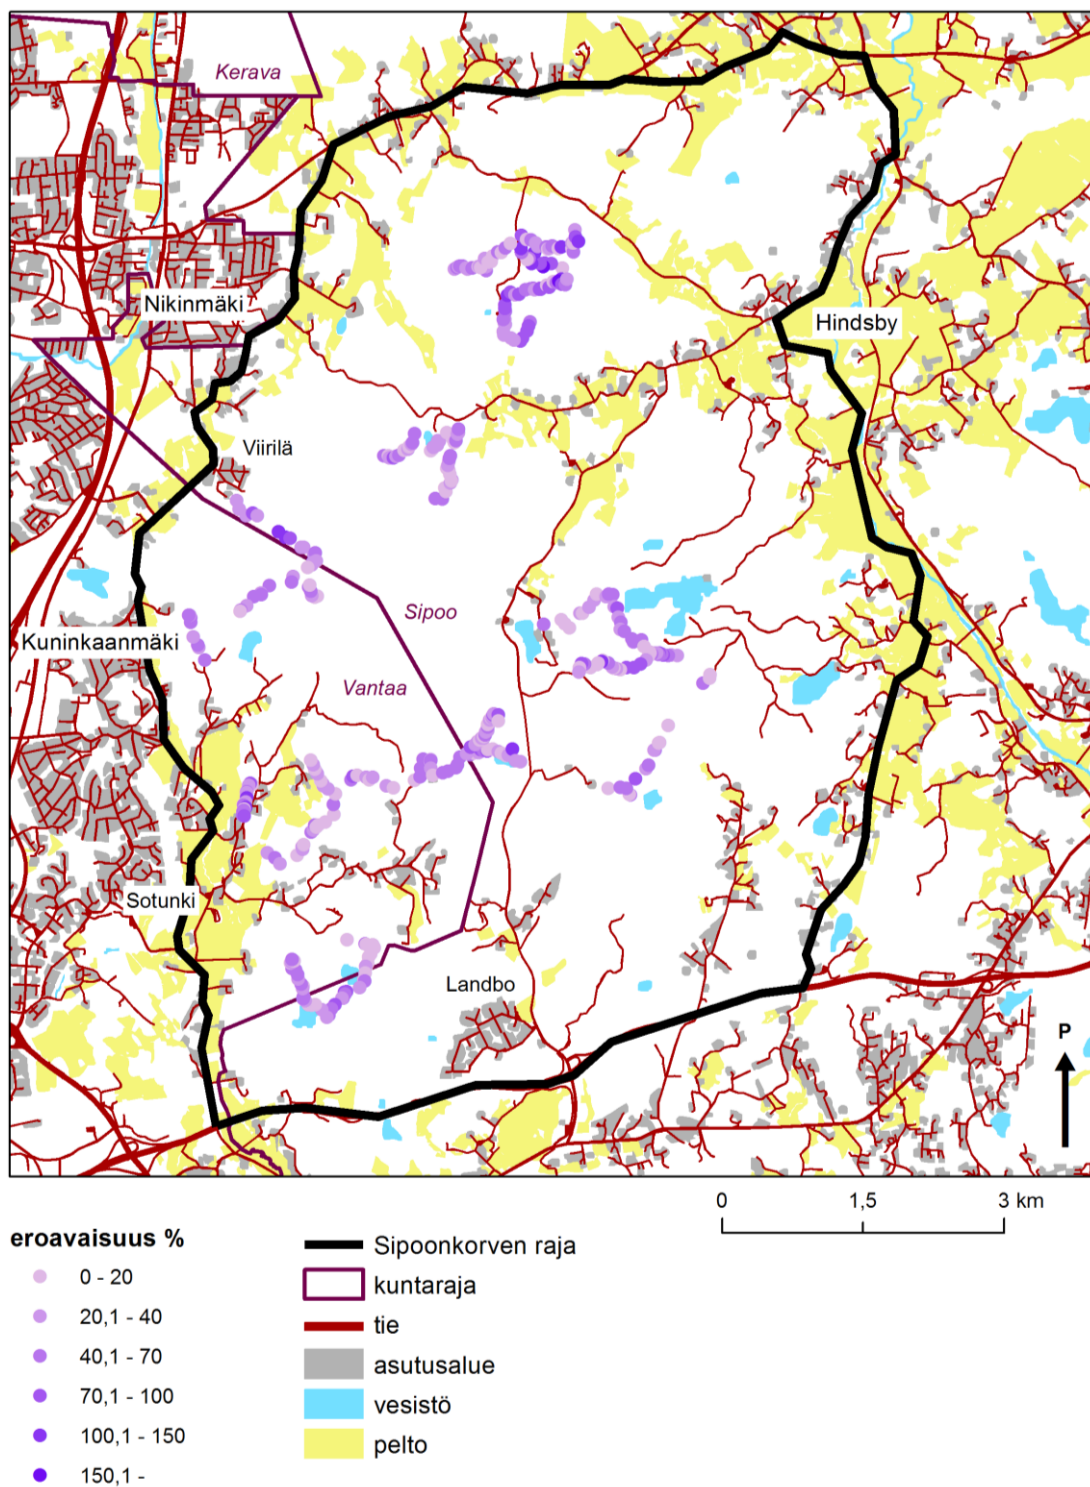 Kerava
Nikinmäki
Hindsby
Viirilä
Sipoo
Kuninkaanmäki
Vantaa
Sotunki
Landbo
P
0 1,5 3 km
eroavaisuus %
0 - 20
20,1 - 40
40,1 - 70
70,1 - 100
100,1 - 150
150,1 -
Sipoonkorven raja
kuntaraja
tie
asutusalue
vesistö
pelto